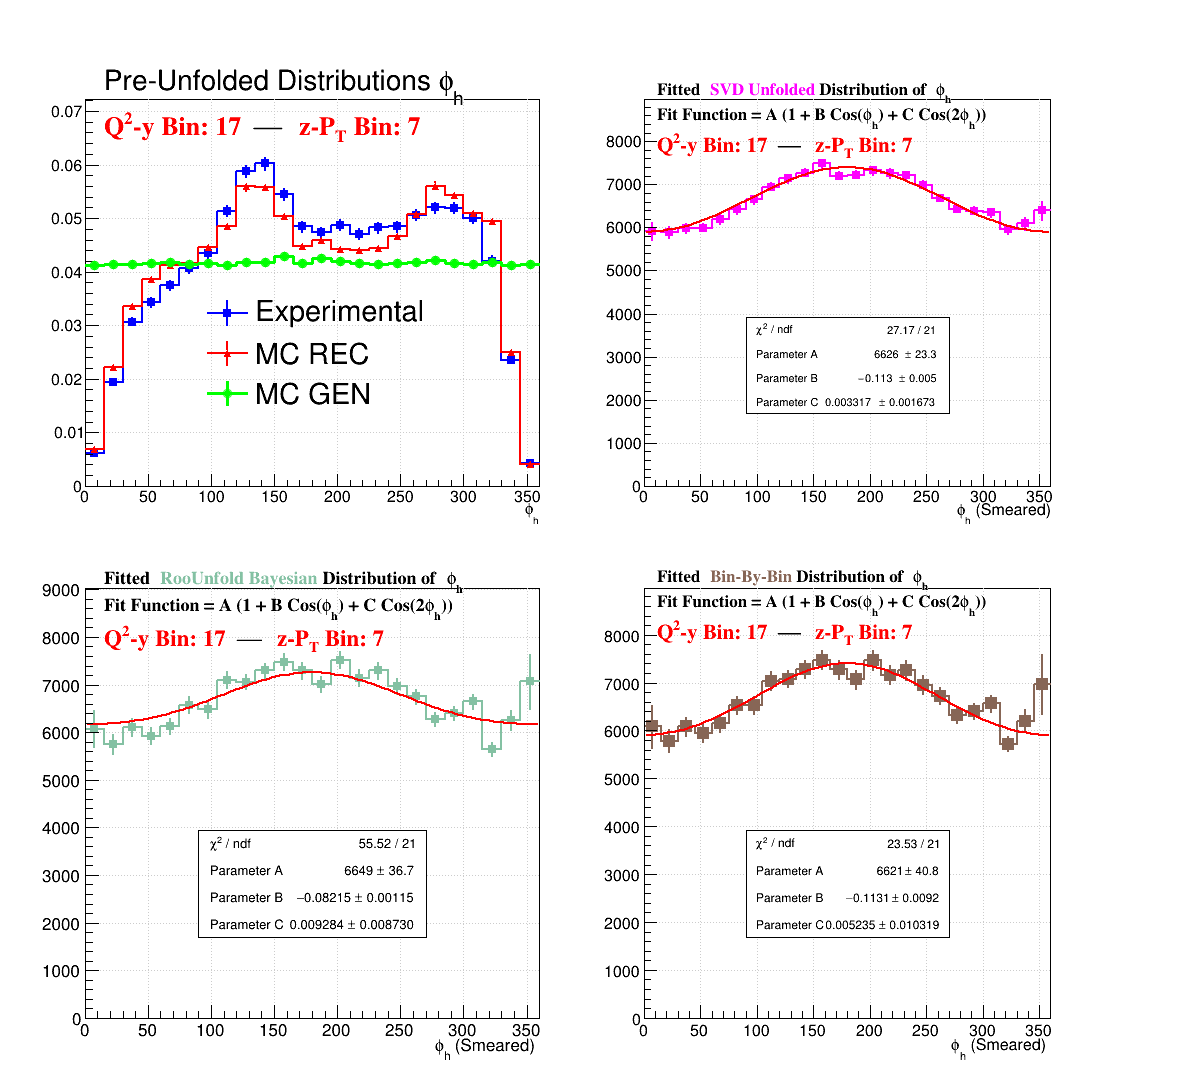 Pre-Unfolded Distributions ϕh
Q²-y Bin: 17 — z-PT Bin: 7
0.07
0.06
0.05
0.04
0.03
0.02
0.01
0
Experimental
MC REC
MC GEN
0 50 100 150 200 250 300
ϕh
Fitted SVD Unfolded Distribution of ϕh
Fit Function = A (1 + B Cos(ϕh) + C Cos(2ϕh))
Q²-y Bin: 17 — z-PT Bin: 7
8000
7000
6000
5000
4000
3000
2000
1000
0
χ² / ndf 27.17 / 21
Parameter A 6626 ± 23.3
Parameter B −0.113 ± 0.005
Parameter C 0.003317 ± 0.001673
0 50 100 150 200 250 300 350
ϕh (Smeared)
Fitted RooUnfold Bayesian Distribution of ϕh
Fit Function = A (1 + B Cos(ϕh) + C Cos(2ϕh))
Q²-y Bin: 17 — z-PT Bin: 7
9000
8000
7000
6000
5000
4000
3000
2000
1000
0
χ² / ndf 55.52 / 21
Parameter A 6649 ± 36.7
Parameter B −0.08215 ± 0.00115
Parameter C 0.009284 ± 0.008730
0 50 100 150 200 250 300 350
ϕh (Smeared)
Fitted Bin-By-Bin Distribution of ϕh
Fit Function = A (1 + B Cos(ϕh) + C Cos(2ϕh))
Q²-y Bin: 17 — z-PT Bin: 7
8000
7000
6000
5000
4000
3000
2000
1000
0
χ² / ndf 23.53 / 21
Parameter A 6621 ± 40.8
Parameter B −0.1131 ± 0.0092
Parameter C 0.005235 ± 0.010319
0 50 100 150 200 250 300 350
ϕh (Smeared)